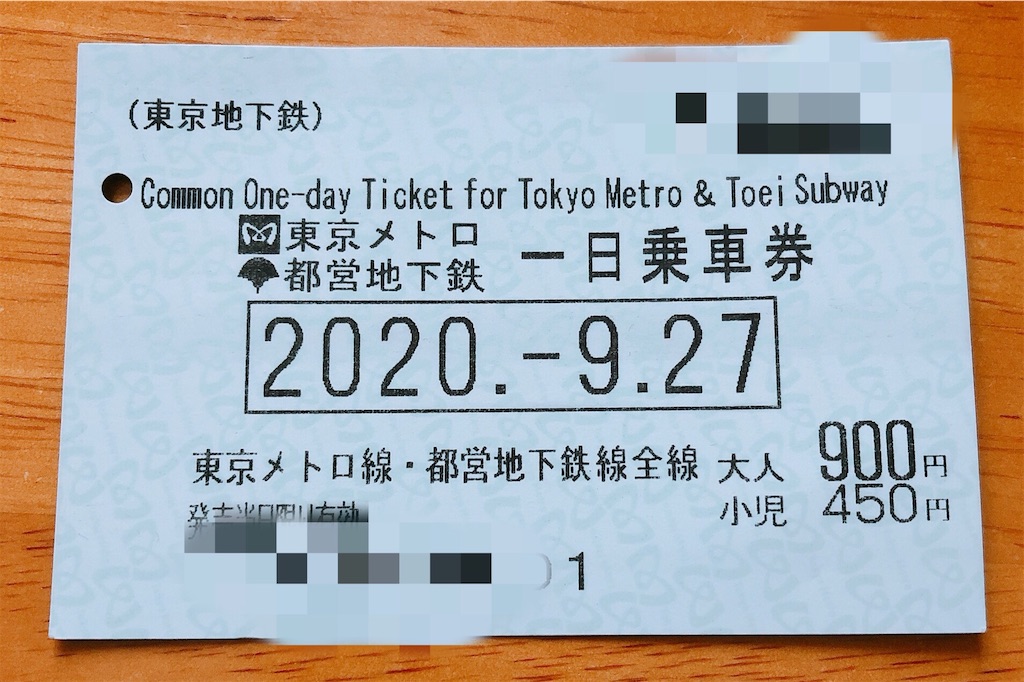 (東京地下鉄)
Common One-day Ticket for Tokyo Metro & Toei Subway
東京メトロ
都営地下鉄
一日乗車券
2020.-9.27
東京メトロ線・都営地下鉄線全線 大人 900円
小児 450円
1